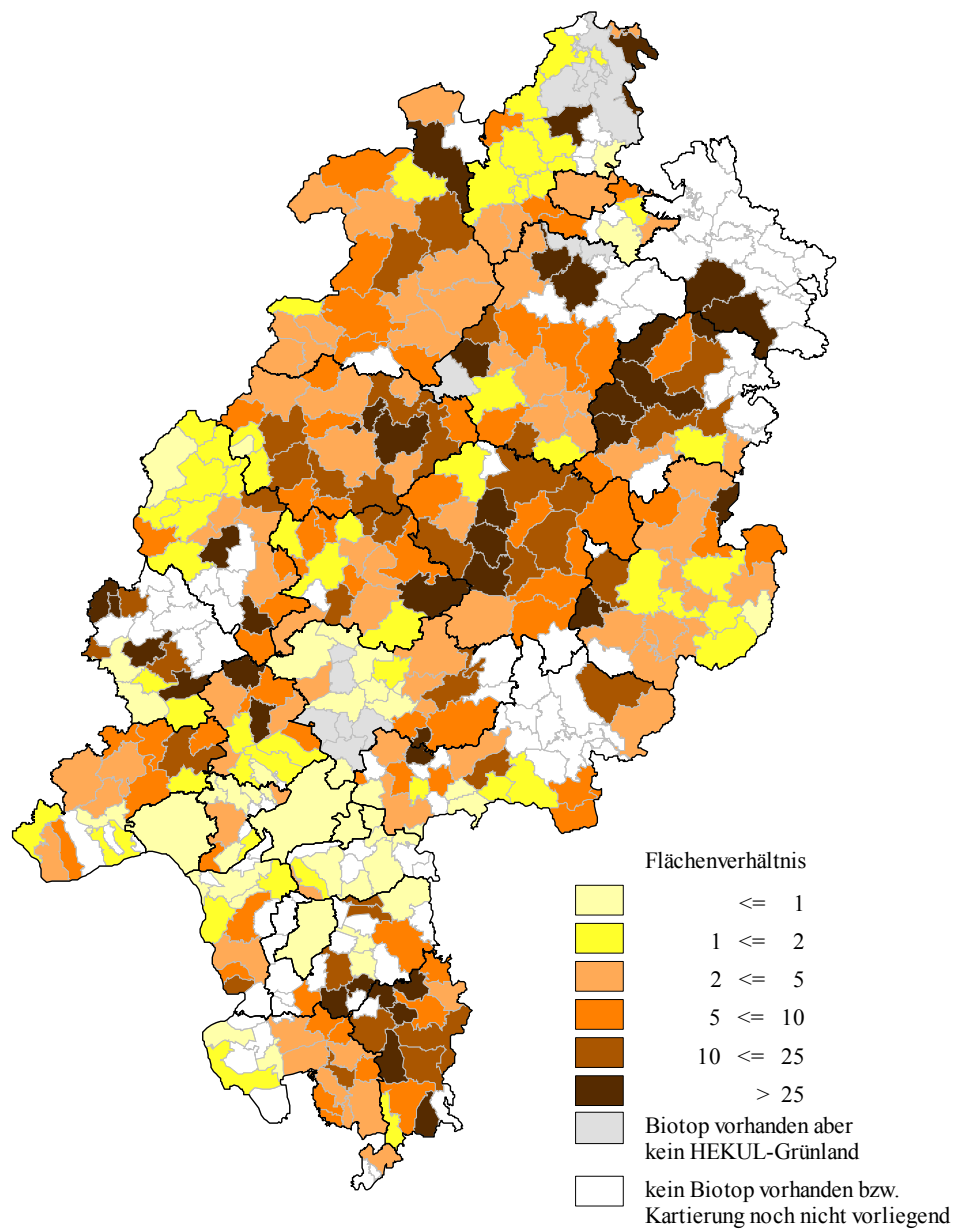 Flächenverhältnis
<= 1
1 <= 2
2 <= 5
5 <= 10
10 <= 25
> 25
Biotop vorhanden aber
kein HEKUL-Grünland
kein Biotop vorhanden bzw.
Kartierung noch nicht vorliegend